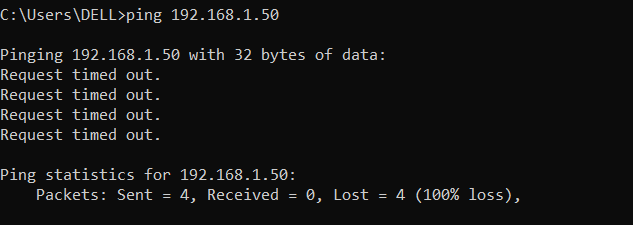 C:\Users\DELL>ping 192.168.1.50
Pinging 192.168.1.50 with 32 bytes of data:
Request timed out.
Request timed out.
Request timed out.
Request timed out.
Ping statistics for 192.168.1.50:
    Packets: Sent = 4, Received = 0, Lost = 4 (100% loss),